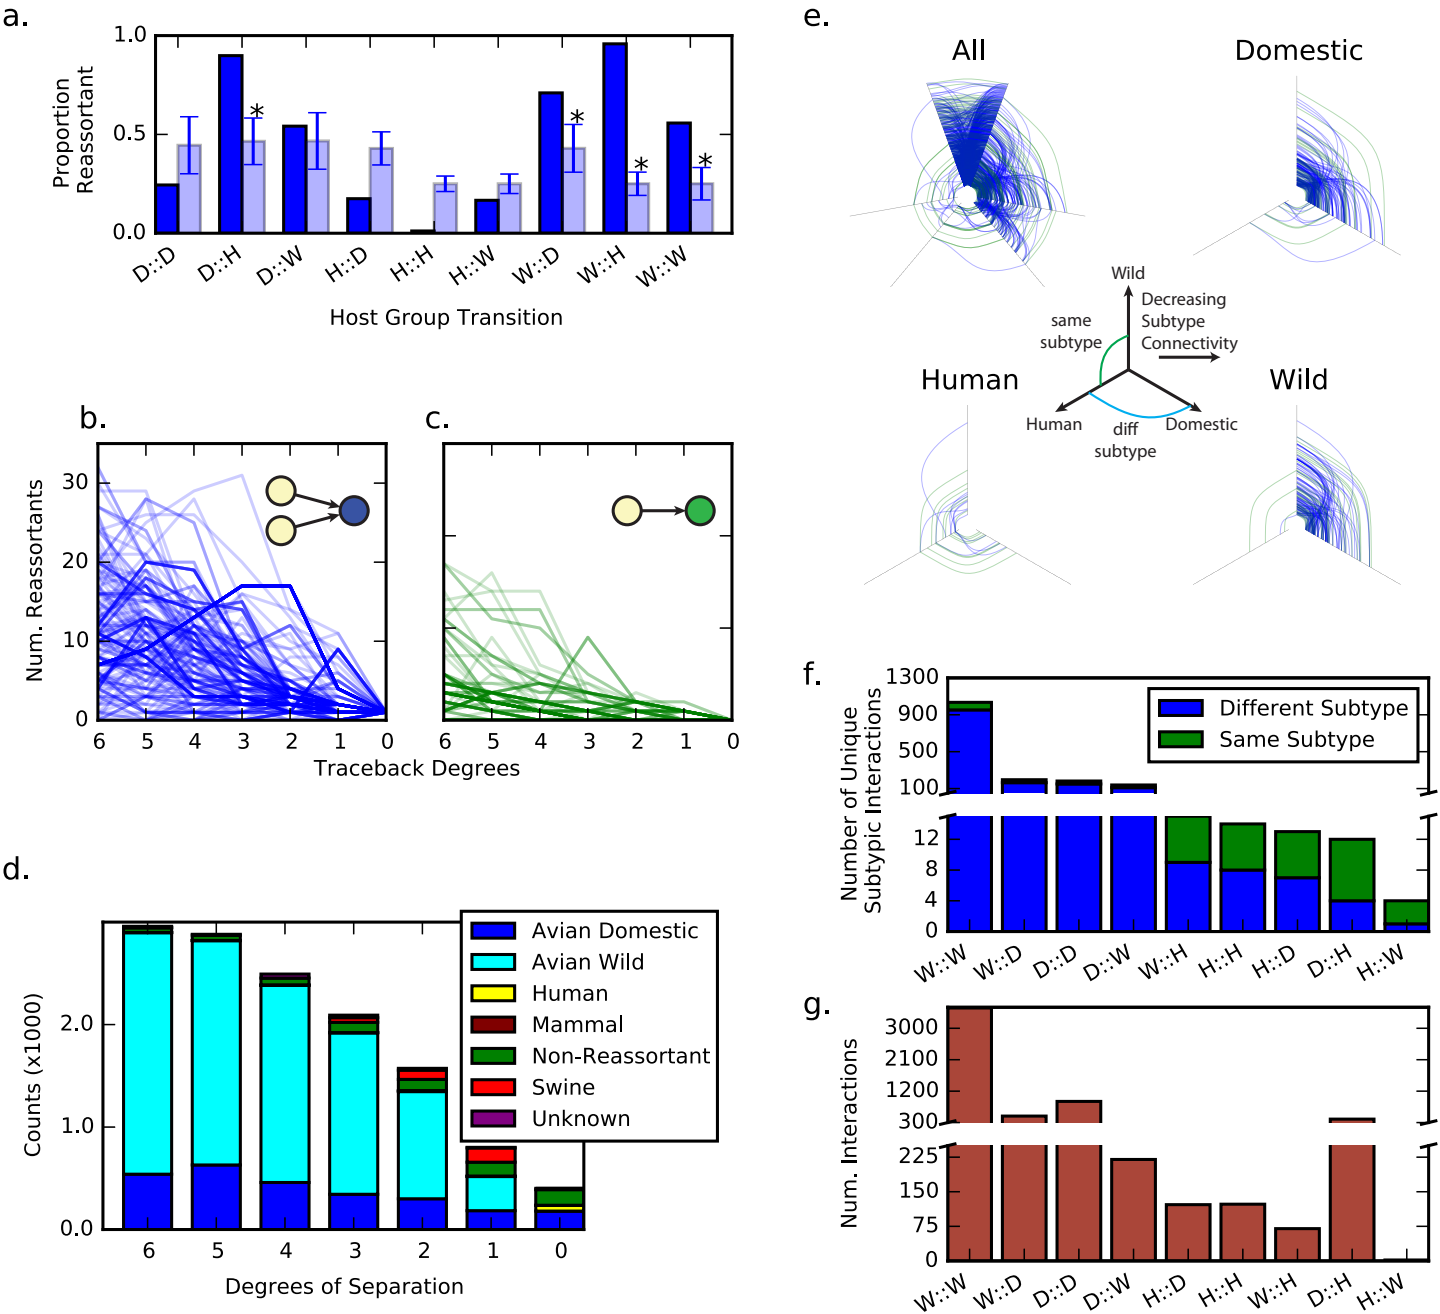 a.
Proportion
Reassortant
1.0
0.5
0.0
*
*
*
*
D::D
D::H
D::W
H::D
H::H
H::W
W::D
W::H
W::W
Host Group Transition
b.
c.
Num. Reassortants
30
20
10
0
6 5 4 3 2 1 0
6 5 4 3 2 1 0
Traceback Degrees
d.
Counts (x1000)
2.0
1.0
0.0
Avian Domestic
Avian Wild
Human
Mammal
Non-Reassortant
Swine
Unknown
6 5 4 3 2 1 0
Degrees of Separation
e.
All
Domestic
Wild
Decreasing
Subtype
Connectivity
same
subtype
Human
diff
subtype
Domestic
Human
Wild
f.
Number of Unique
Subtypic Interactions
1300
900
500
100
12
8
4
0
Different Subtype
Same Subtype
W::W
W::D
D::D
D::W
W::H
H::H
H::D
D::H
H::W
g.
Num. Interactions
3000
2100
1200
300
225
150
75
0
W::W
W::D
D::D
D::W
H::D
H::H
W::H
D::H
H::W